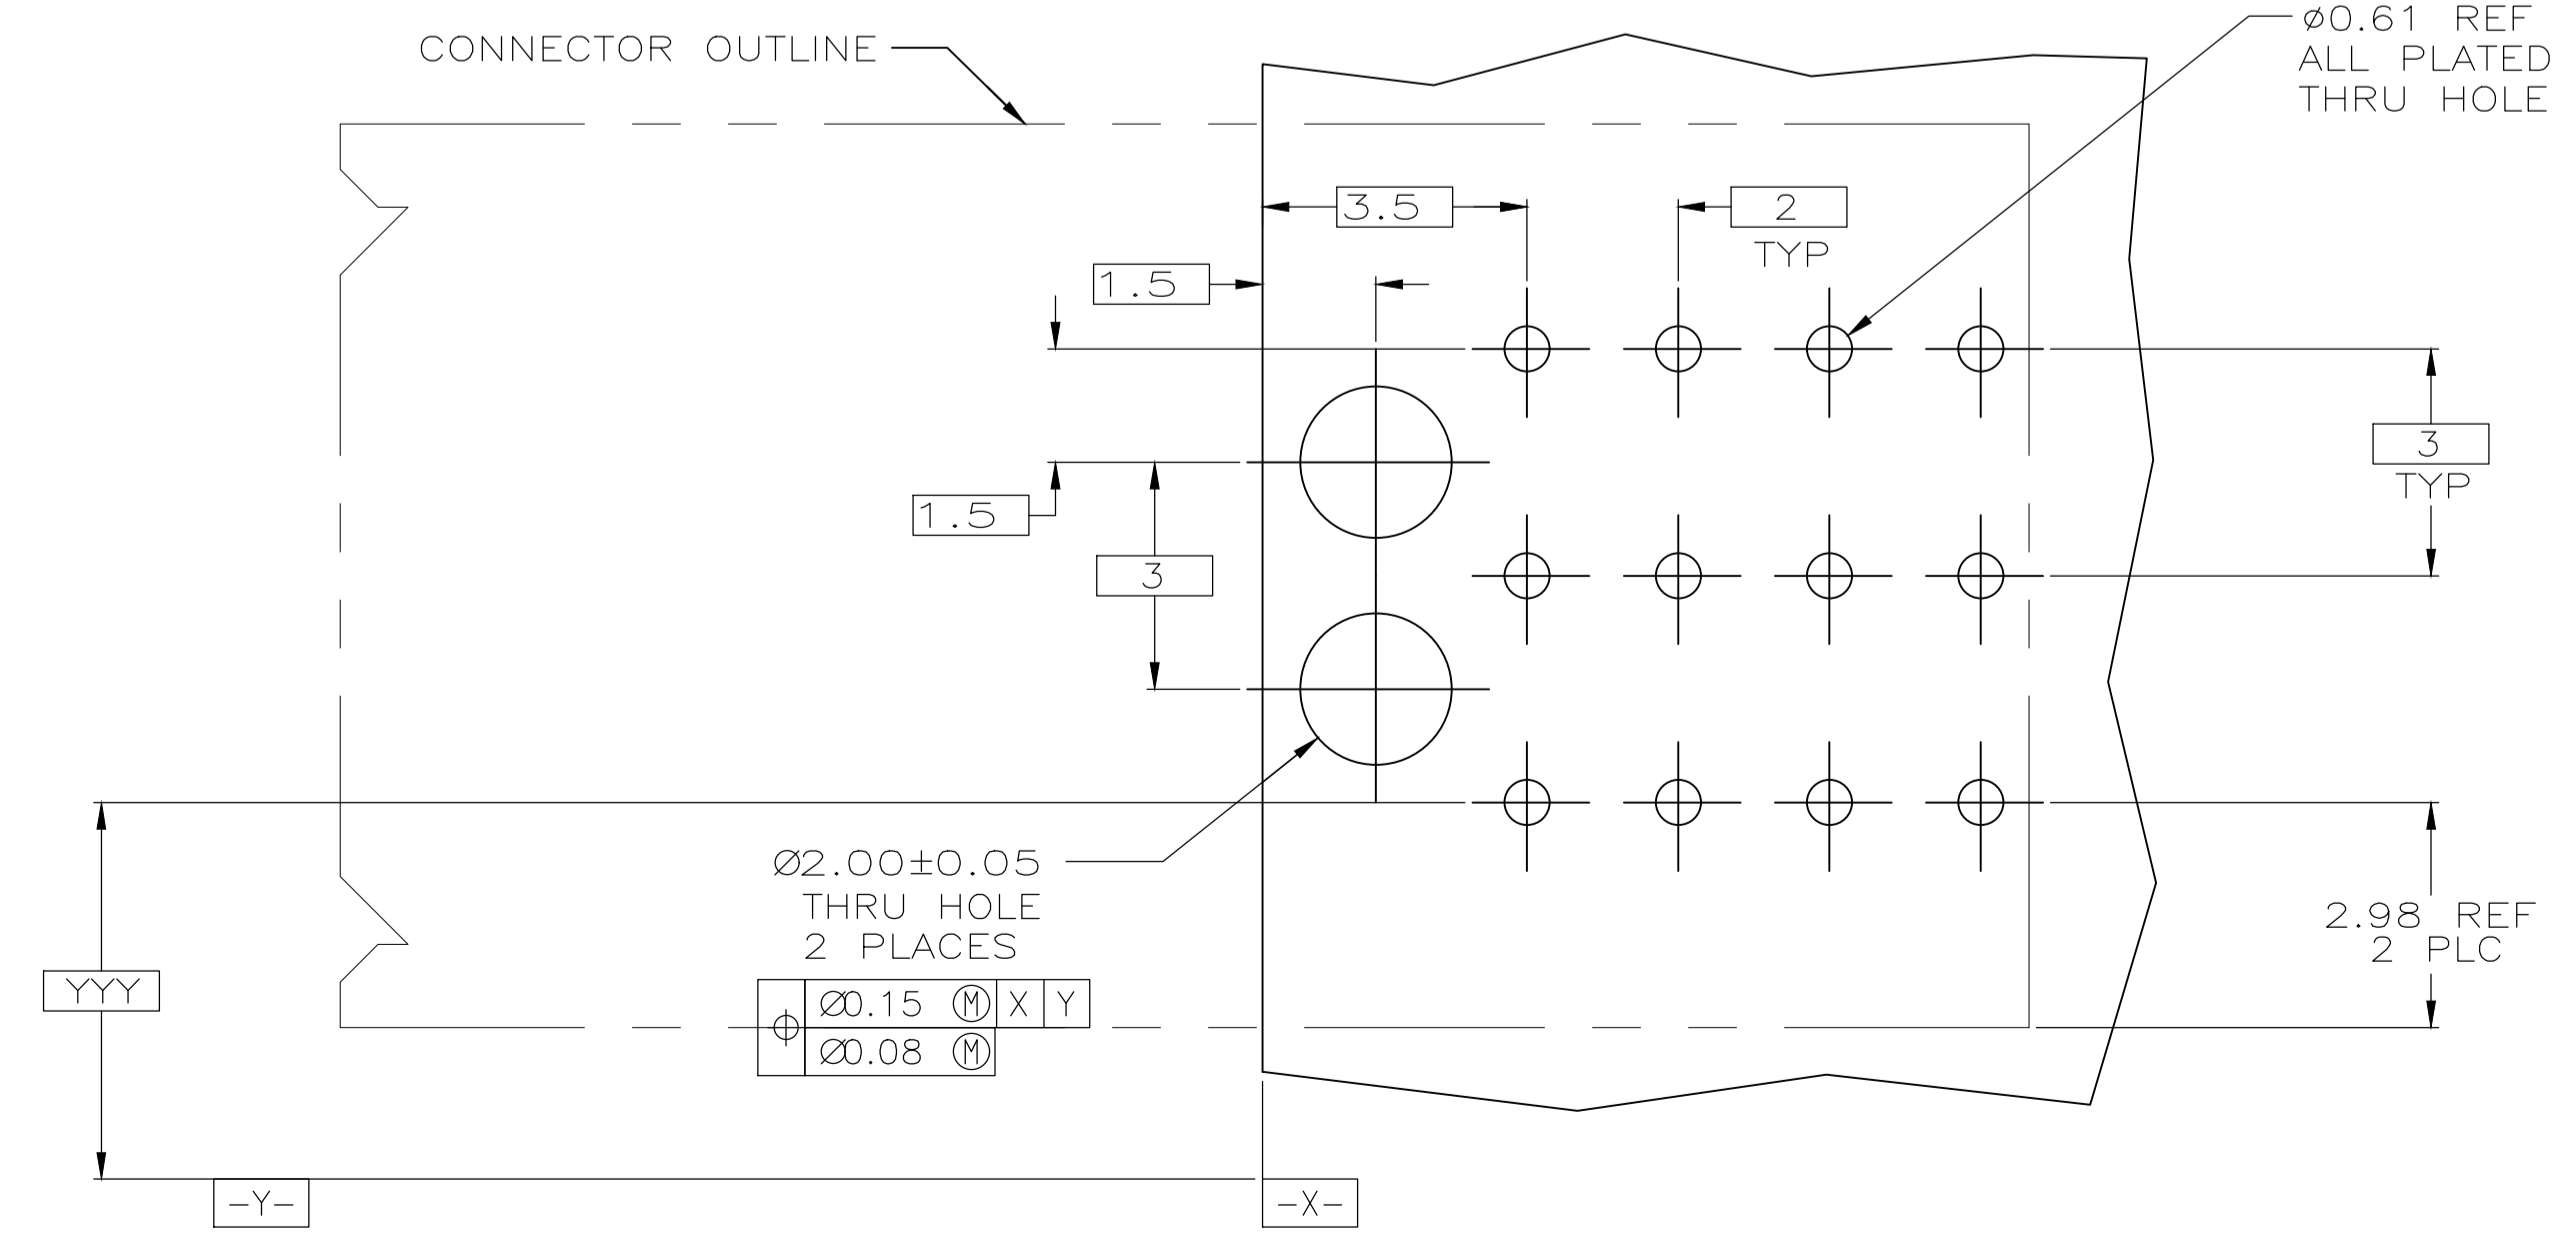 ø0.61 REF
ALL PLATED
THRU HOLE
CONNECTOR OUTLINE
3.5
2
TYP
1.5
3
TYP
1.5
3
Ø2.00±0.05
THRU HOLE
2 PLACES
2.98 REF
2 PLC
YYY
⌖ Ø0.15 Ⓜ X Y
Ø0.08 Ⓜ
-Y-
-X-